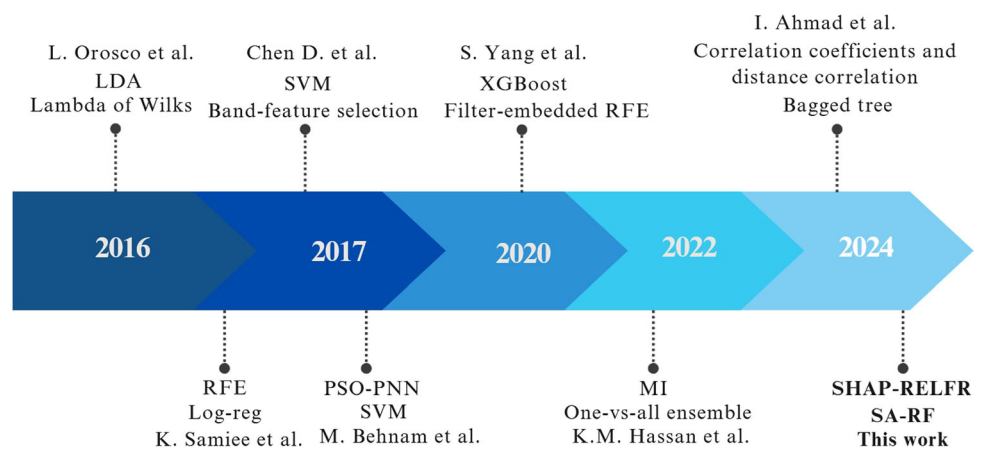 L. Orosco et al.
LDA
Lambda of Wilks
Chen D. et al.
SVM
Band-feature selection
S. Yang et al.
XGBoost
Filter-embedded RFE
I. Ahmad et al.
Correlation coefficients and
distance correlation
Bagged tree
2016
2017
2020
2022
2024
RFE
Log-reg
K. Samiee et al.
PSO-PNN
SVM
M. Behnam et al.
MI
One-vs-all ensemble
K.M. Hassan et al.
SHAP-RELFR
SA-RF
This work